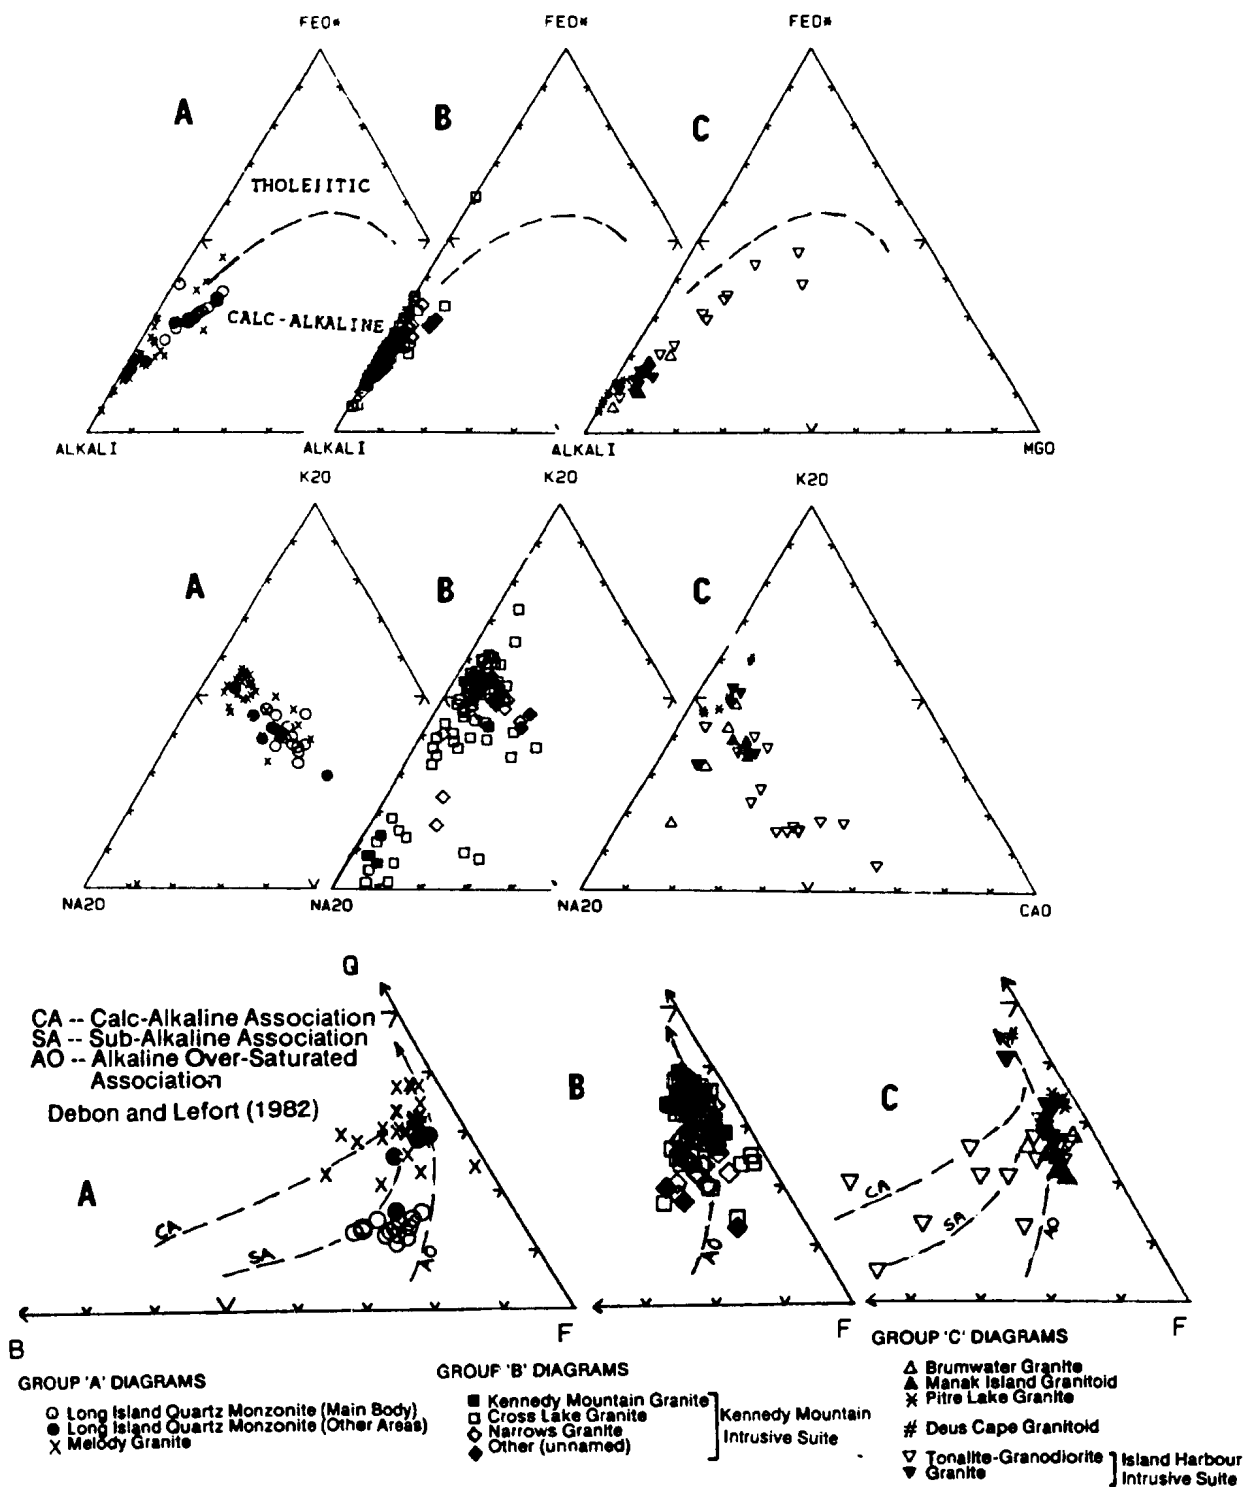 FEO*
FEO*
FEO*
A
B
C
THOLEIITIC
CALC-ALKALINE
ALKALI
ALKALI
ALKALI
MGO
K2O
K2O
K2O
A
B
C
NA2O
NA2O
NA2O
CAO
Q
CA -- Calc-Alkaline Association
SA -- Sub-Alkaline Association
AO -- Alkaline Over-Saturated
Association
Debon and Lefort (1982)
A
B
C
CA
SA
AO
AO
CA
SA
AO
B
F
F
F
GROUP 'A' DIAGRAMS
Long Island Quartz Monzonite (Main Body)
Long Island Quartz Monzonite (Other Areas)
Melody Granite
GROUP 'B' DIAGRAMS
Kennedy Mountain Granite
Cross Lake Granite
Narrows Granite
Other (unnamed)
Kennedy Mountain
Intrusive Suite
GROUP 'C' DIAGRAMS
Brumwater Granite
Manak Island Granitoid
Pitre Lake Granite
Deus Cape Granitoid
Tonalite-Granodiorite
Granite
Island Harbour
Intrusive Suite